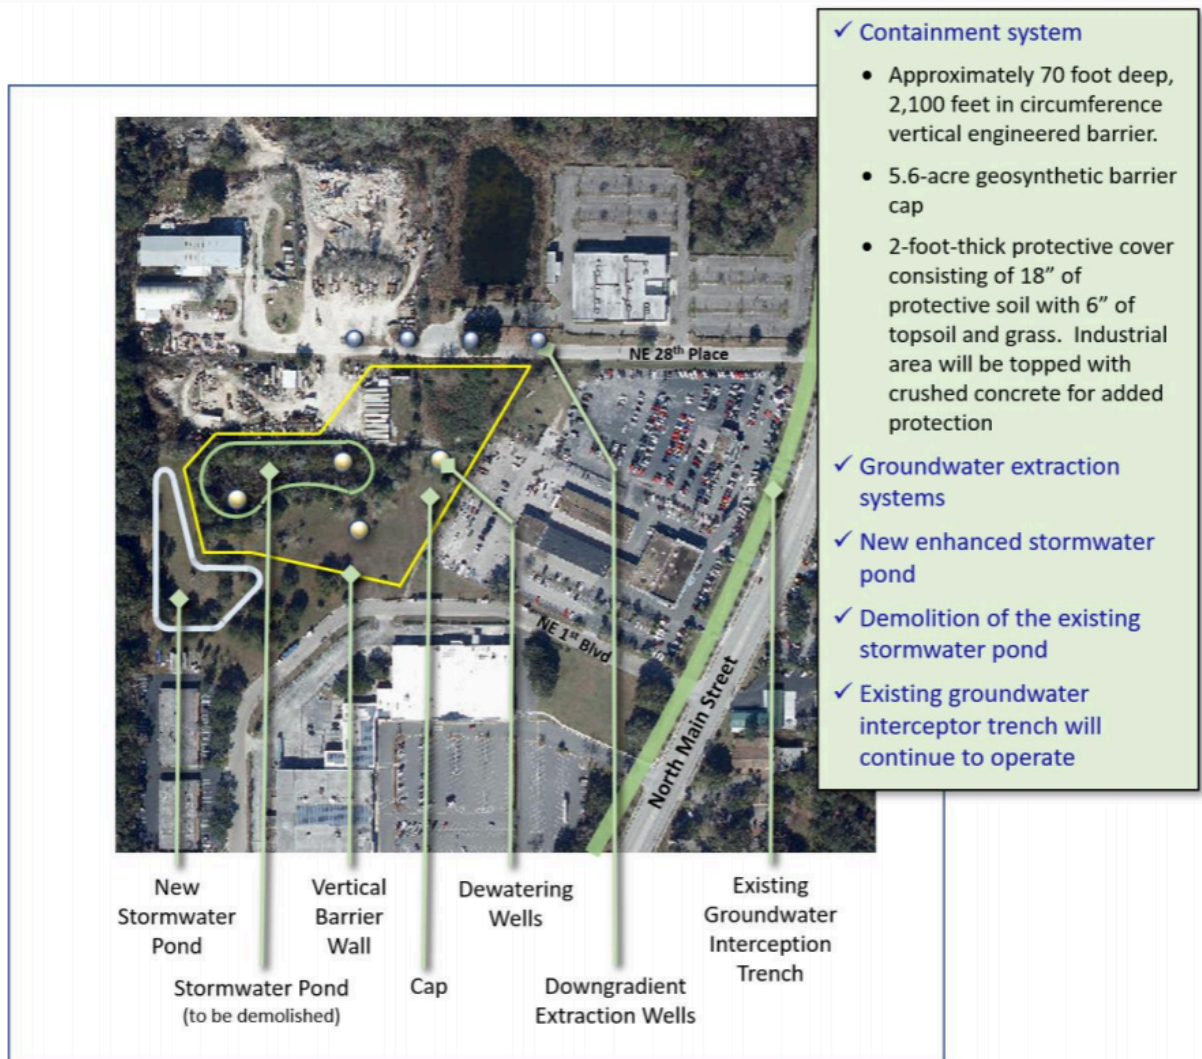 ✓ Containment system
• Approximately 70 foot deep,
2,100 feet in circumference
vertical engineered barrier.
• 5.6-acre geosynthetic barrier
cap
• 2-foot-thick protective cover
consisting of 18” of
protective soil with 6” of
topsoil and grass. Industrial
area will be topped with
crushed concrete for added
protection
✓ Groundwater extraction
systems
✓ New enhanced stormwater
pond
✓ Demolition of the existing
stormwater pond
✓ Existing groundwater
interceptor trench will
continue to operate
NE 28th Place
NE 1st Blvd
North Main Street
New
Stormwater
Pond
Stormwater Pond
(to be demolished)
Vertical
Barrier
Wall
Cap
Dewatering
Wells
Downgradient
Extraction Wells
Existing
Groundwater
Interception
Trench